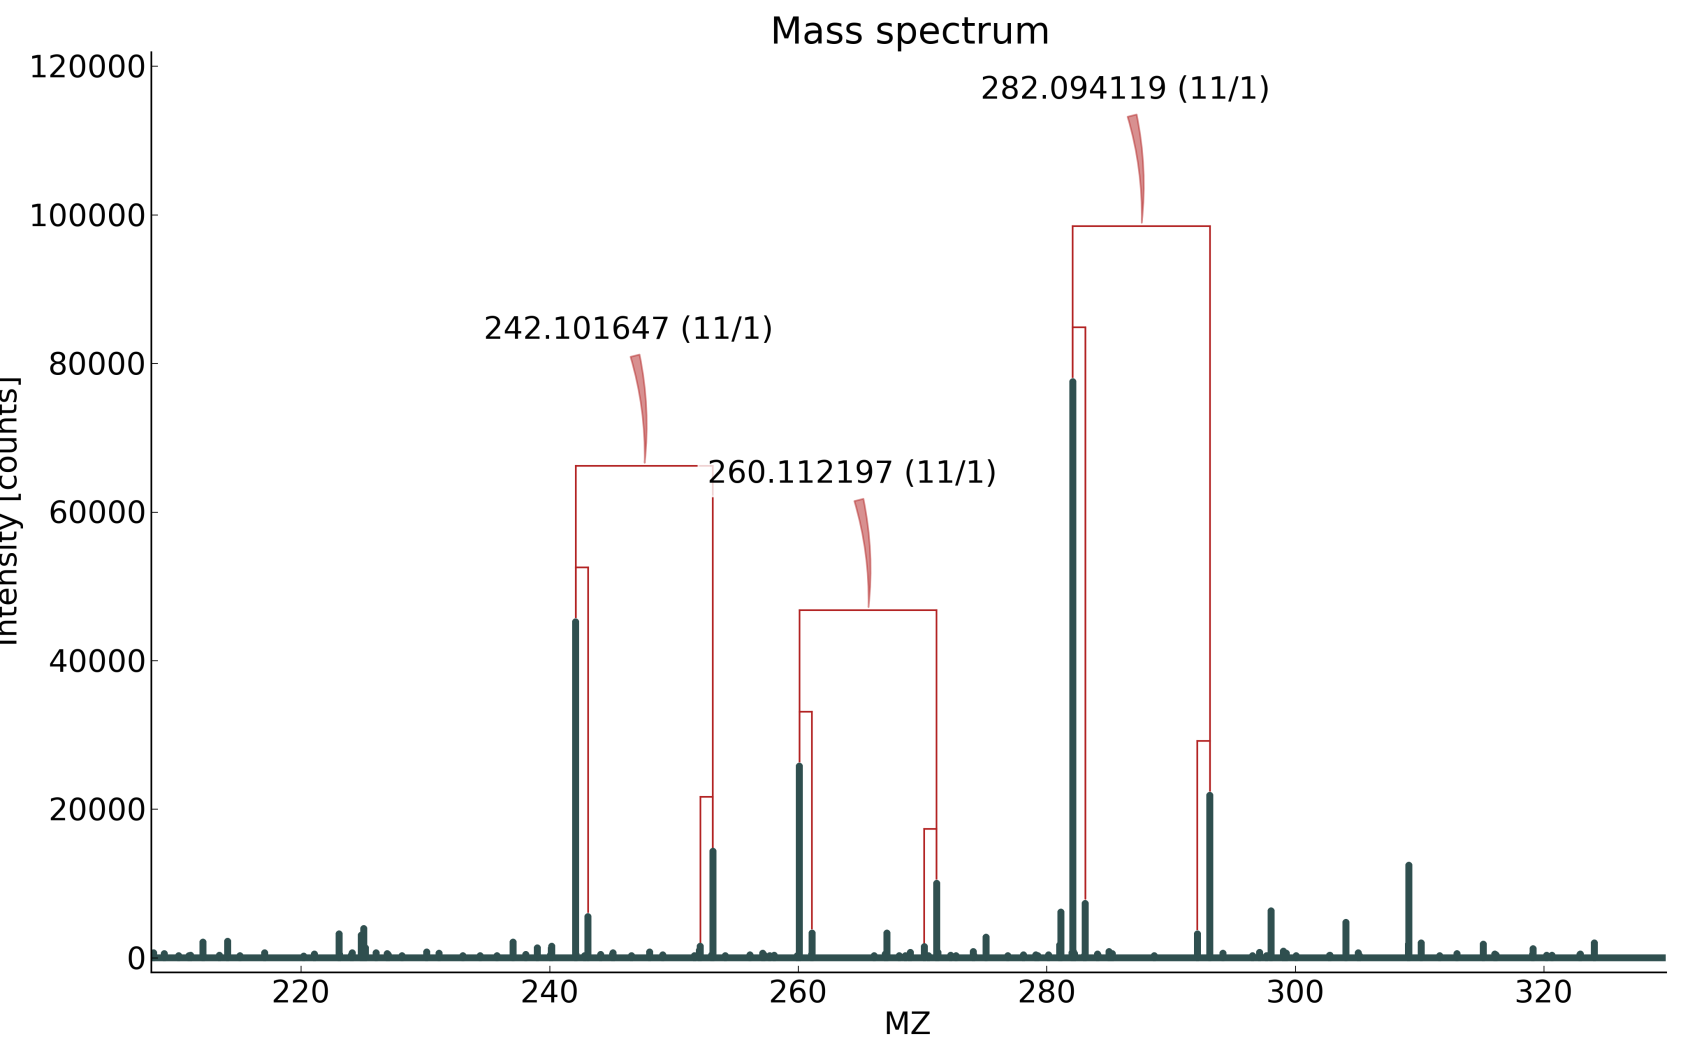 Mass spectrum
120000
282.094119 (11/1)
100000
242.101647 (11/1)
80000
260.112197 (11/1)
60000
Intensity [counts]
40000
20000
0
220 240 260 280 300 320
MZ